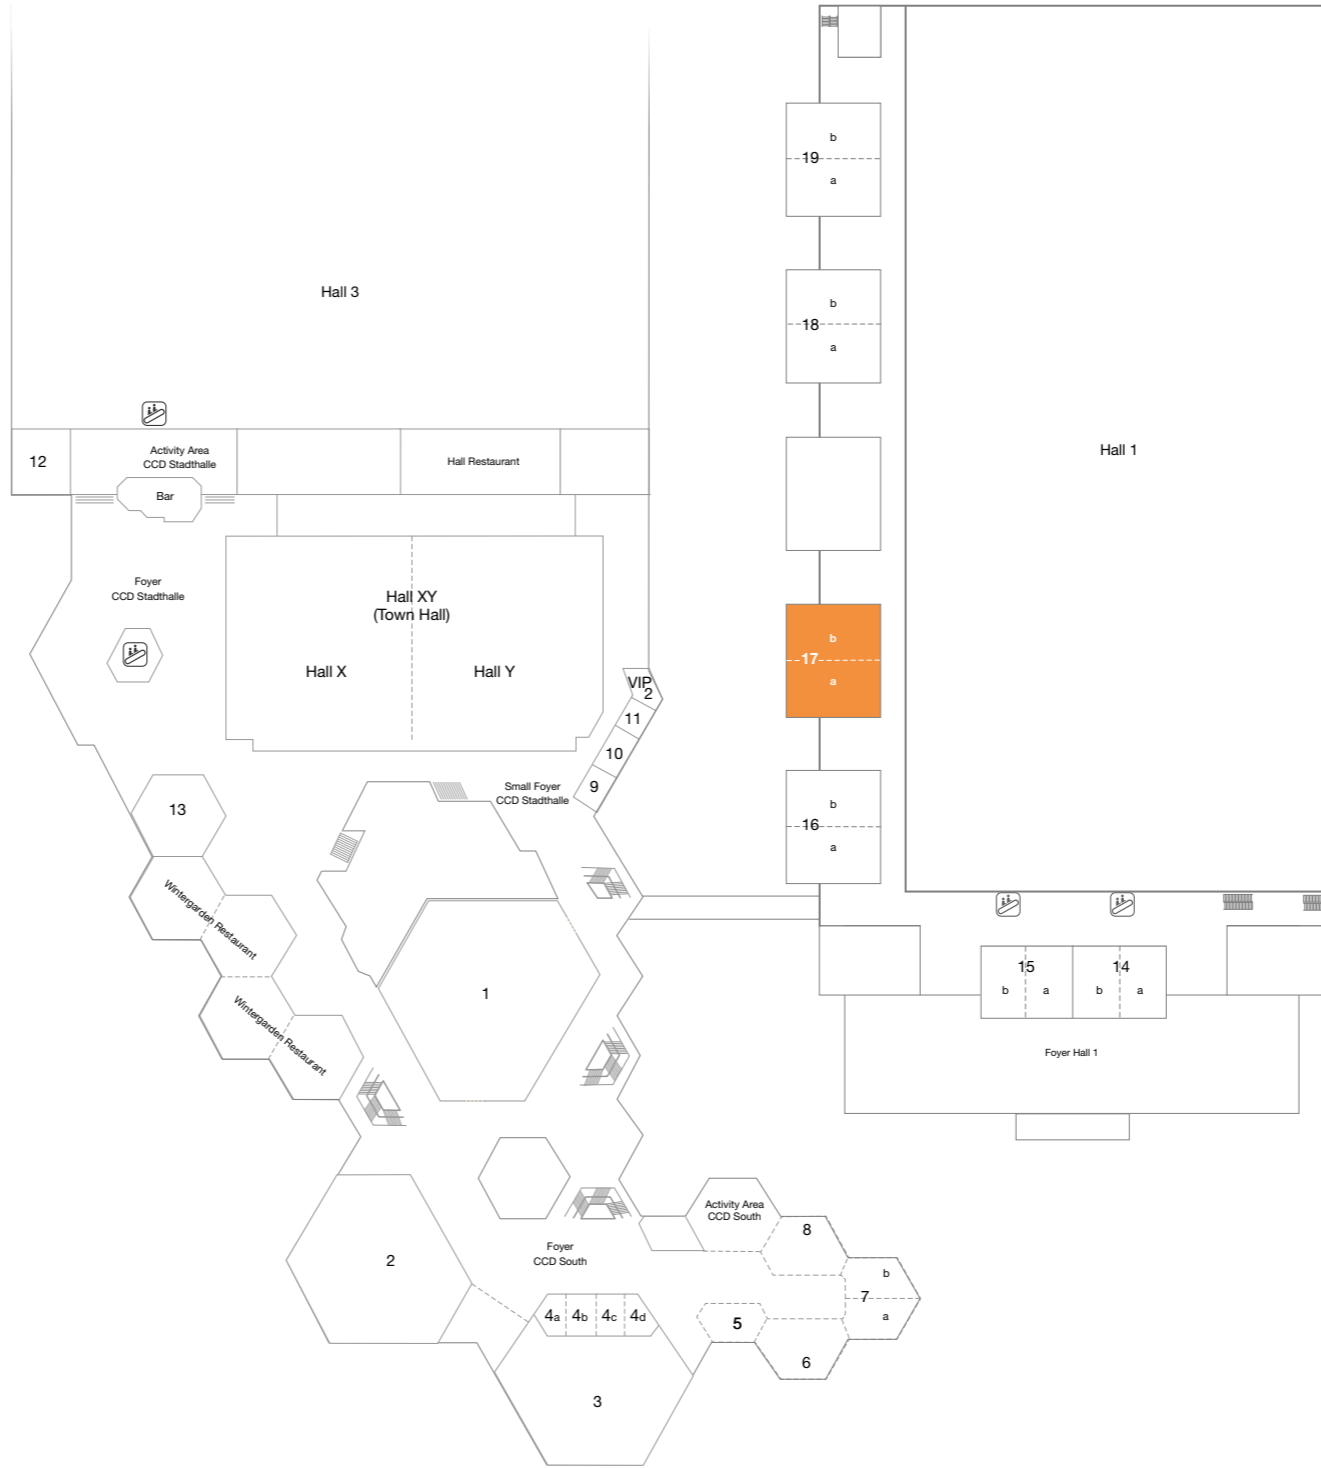 b
19
a
Hall 3
b
18
a
Hall 1
12
Activity Area
CCD Stadthalle
Hall Restaurant
Bar
Foyer
CCD Stadthalle
Hall XY
(Town Hall)
Hall X
Hall Y
b
17
a
VIP
2
11
10
9
Small Foyer
CCD Stadthalle
b
16
a
13
Wintergarden Restaurant
Wintergarden Restaurant
1
15
b
a
14
b
a
Foyer Hall 1
Activity Area
CCD South
8
Foyer
CCD South
2
b
7
a
4a
4b
4c
4d
5
6
3